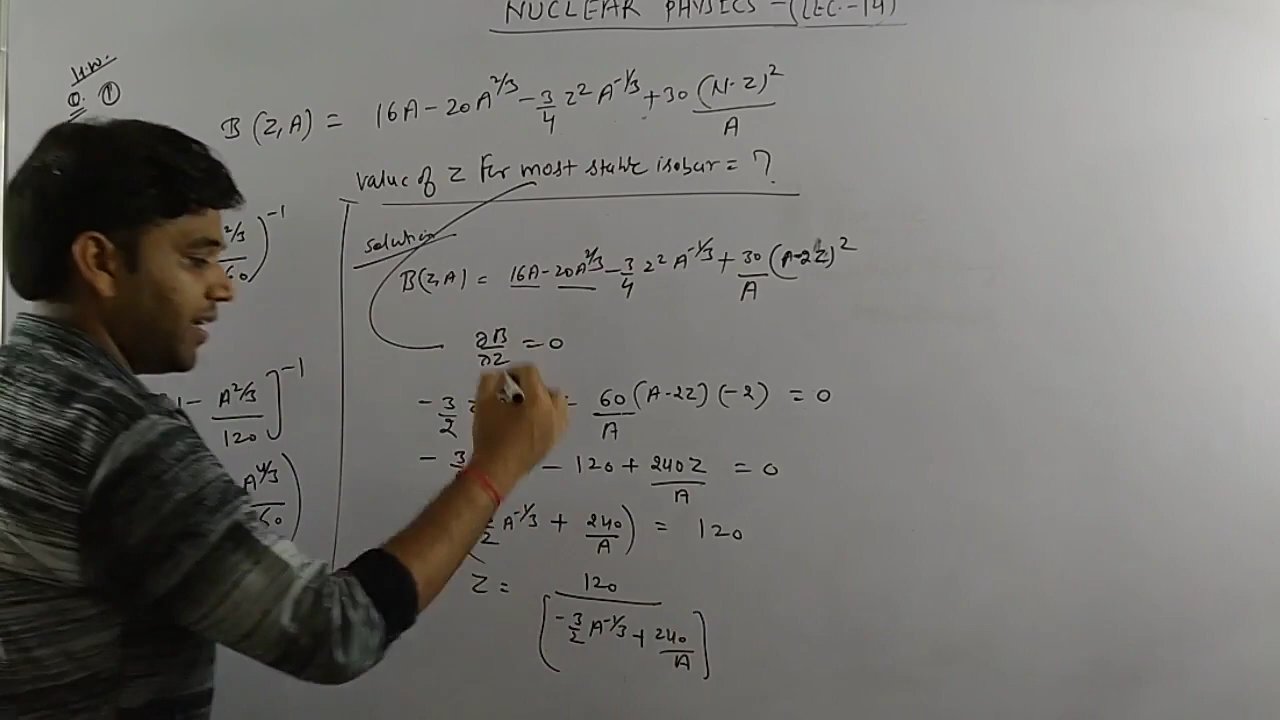 NUCLEAR PHYSICS - (LEC.-14)
H.W.
Q. ①
B (Z, A) = 16A - 20A^{2/3} - 3/4 Z^2 A^{-1/3} + 30 (N-Z)^2/A
value of Z For most stable isobar = ?
solution
B(Z, A) = 16A - 20A^{2/3} - 3/4 Z^2 A^{-1/3} + 30/A (A-2Z)^2
∂B/∂Z = 0
- 3/2 60/A (A-2Z) (-2) = 0
- 3 - 120 + 240Z/A = 0
A^{-1/3} + 240/A) = 120
Z = 120/[-3/2 A^{-1/3} + 240/A]
2/3 )^{-1}
- A^{2/3}/120 ]^{-1}